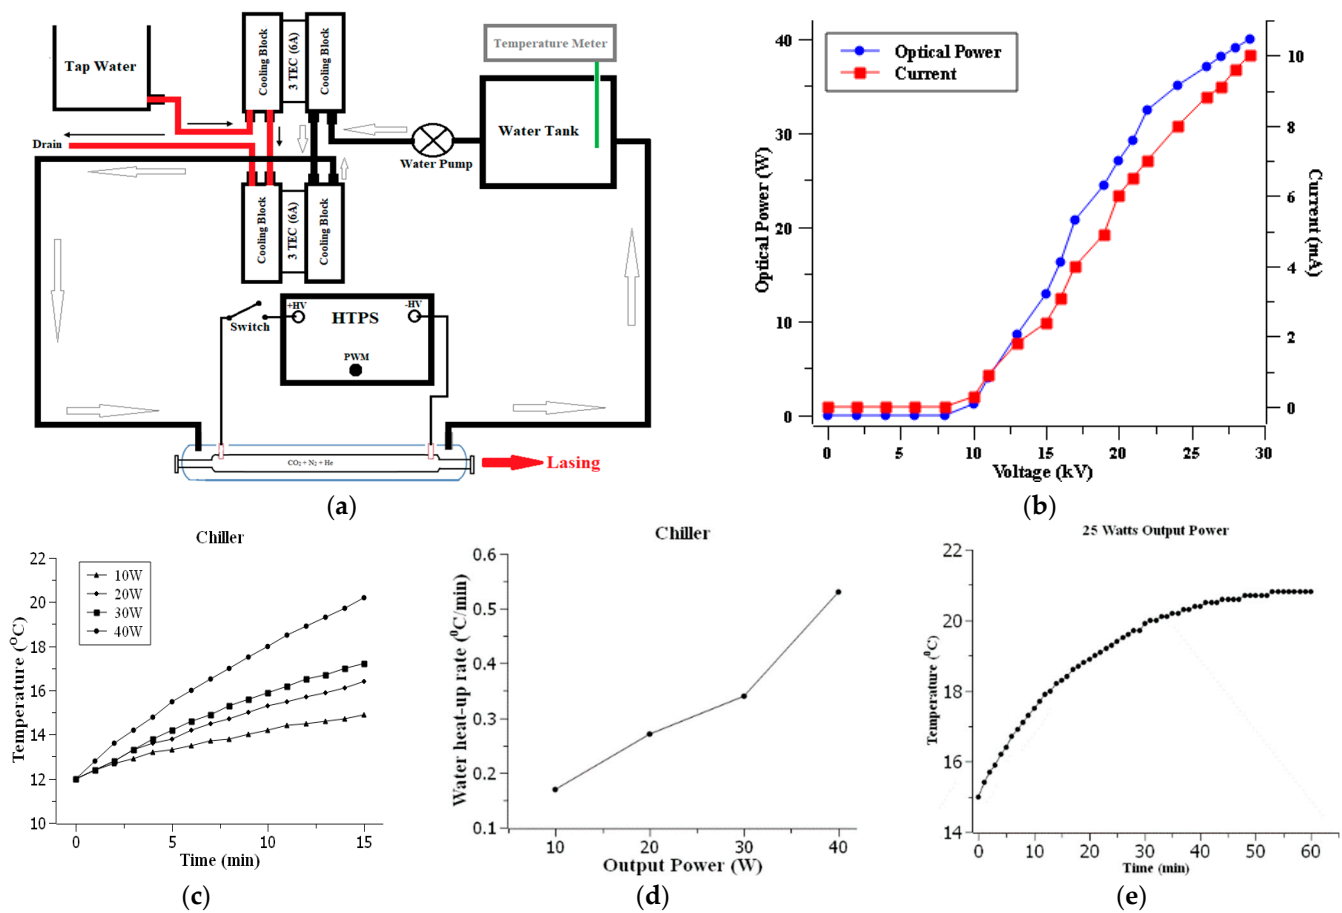 Tap Water
Cooling Block
3 TEC (6A)
Cooling Block
Temperature Meter
Water Tank
Water Pump
Drain
Cooling Block
3 TEC (6A)
Cooling Block
+HV
-HV
HTPS
Switch
PWM
CO₂ + N₂ + He
Lasing
(a)
Optical Power
Current
Optical Power (W)
40
30
20
10
0
Current (mA)
10
8
6
4
2
0
0 5 10 15 20 25 30
Voltage (kV)
(b)
Chiller
10W
20W
30W
40W
Temperature (⁰C)
22
20
18
16
14
12
10
0 5 10 15
Time (min)
(c)
Chiller
Water heat-up rate (⁰C/min)
0.6
0.5
0.3
0.2
0.1
10 20 30 40
Output Power (W)
(d)
25 Watts Output Power
Temperature (⁰C)
22
20
18
16
14
0 10 20 30 40 50 60
Time (min)
(e)